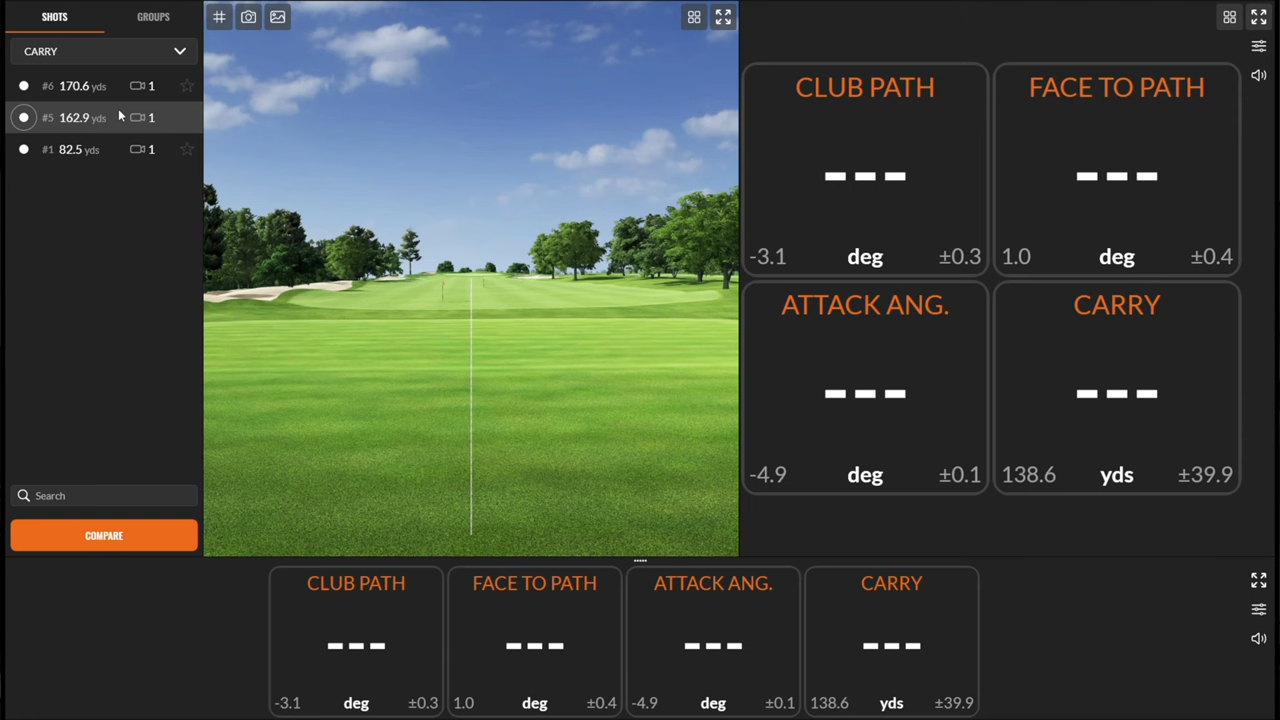 SHOTS
GROUPS
CARRY
#6 170.6 yds 1
#5 162.9 yds 1
#1 82.5 yds 1
Search
COMPARE
CLUB PATH
---
-3.1 deg ±0.3
FACE TO PATH
---
1.0 deg ±0.4
ATTACK ANG.
---
-4.9 deg ±0.1
CARRY
---
138.6 yds ±39.9
CLUB PATH
---
-3.1 deg ±0.3
FACE TO PATH
---
1.0 deg ±0.4
ATTACK ANG.
---
-4.9 deg ±0.1
CARRY
---
138.6 yds ±39.9